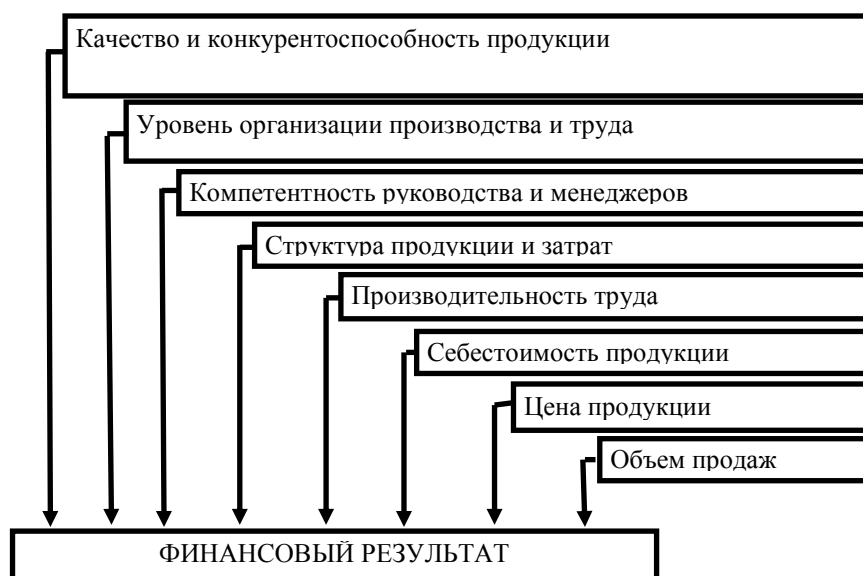 Качество и конкурентоспособность продукции
Уровень организации производства и труда
Компетентность руководства и менеджеров
Структура продукции и затрат
Производительность труда
Себестоимость продукции
Цена продукции
Объем продаж
ФИНАНСОВЫЙ РЕЗУЛЬТАТ